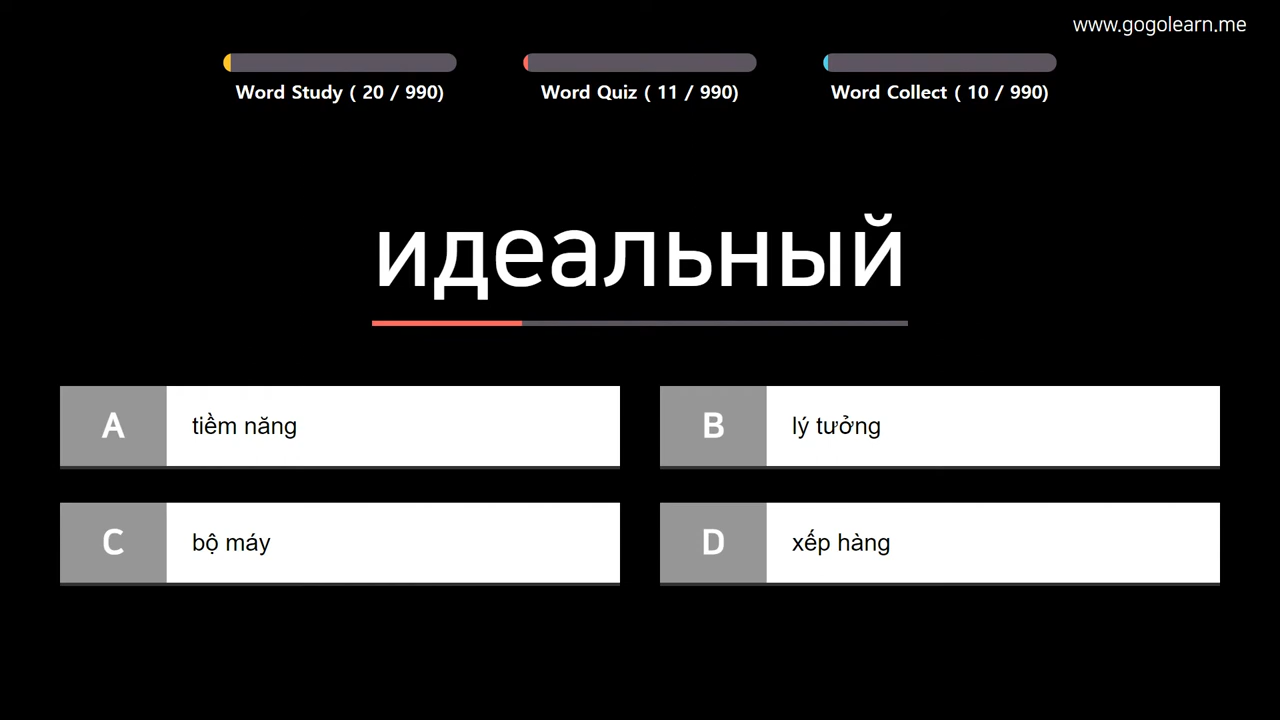 www.gogolearn.me
Word Study ( 20 / 990)
Word Quiz ( 11 / 990)
Word Collect ( 10 / 990)
идеальный
A tiềm năng
B lý tưởng
C bộ máy
D xếp hàng